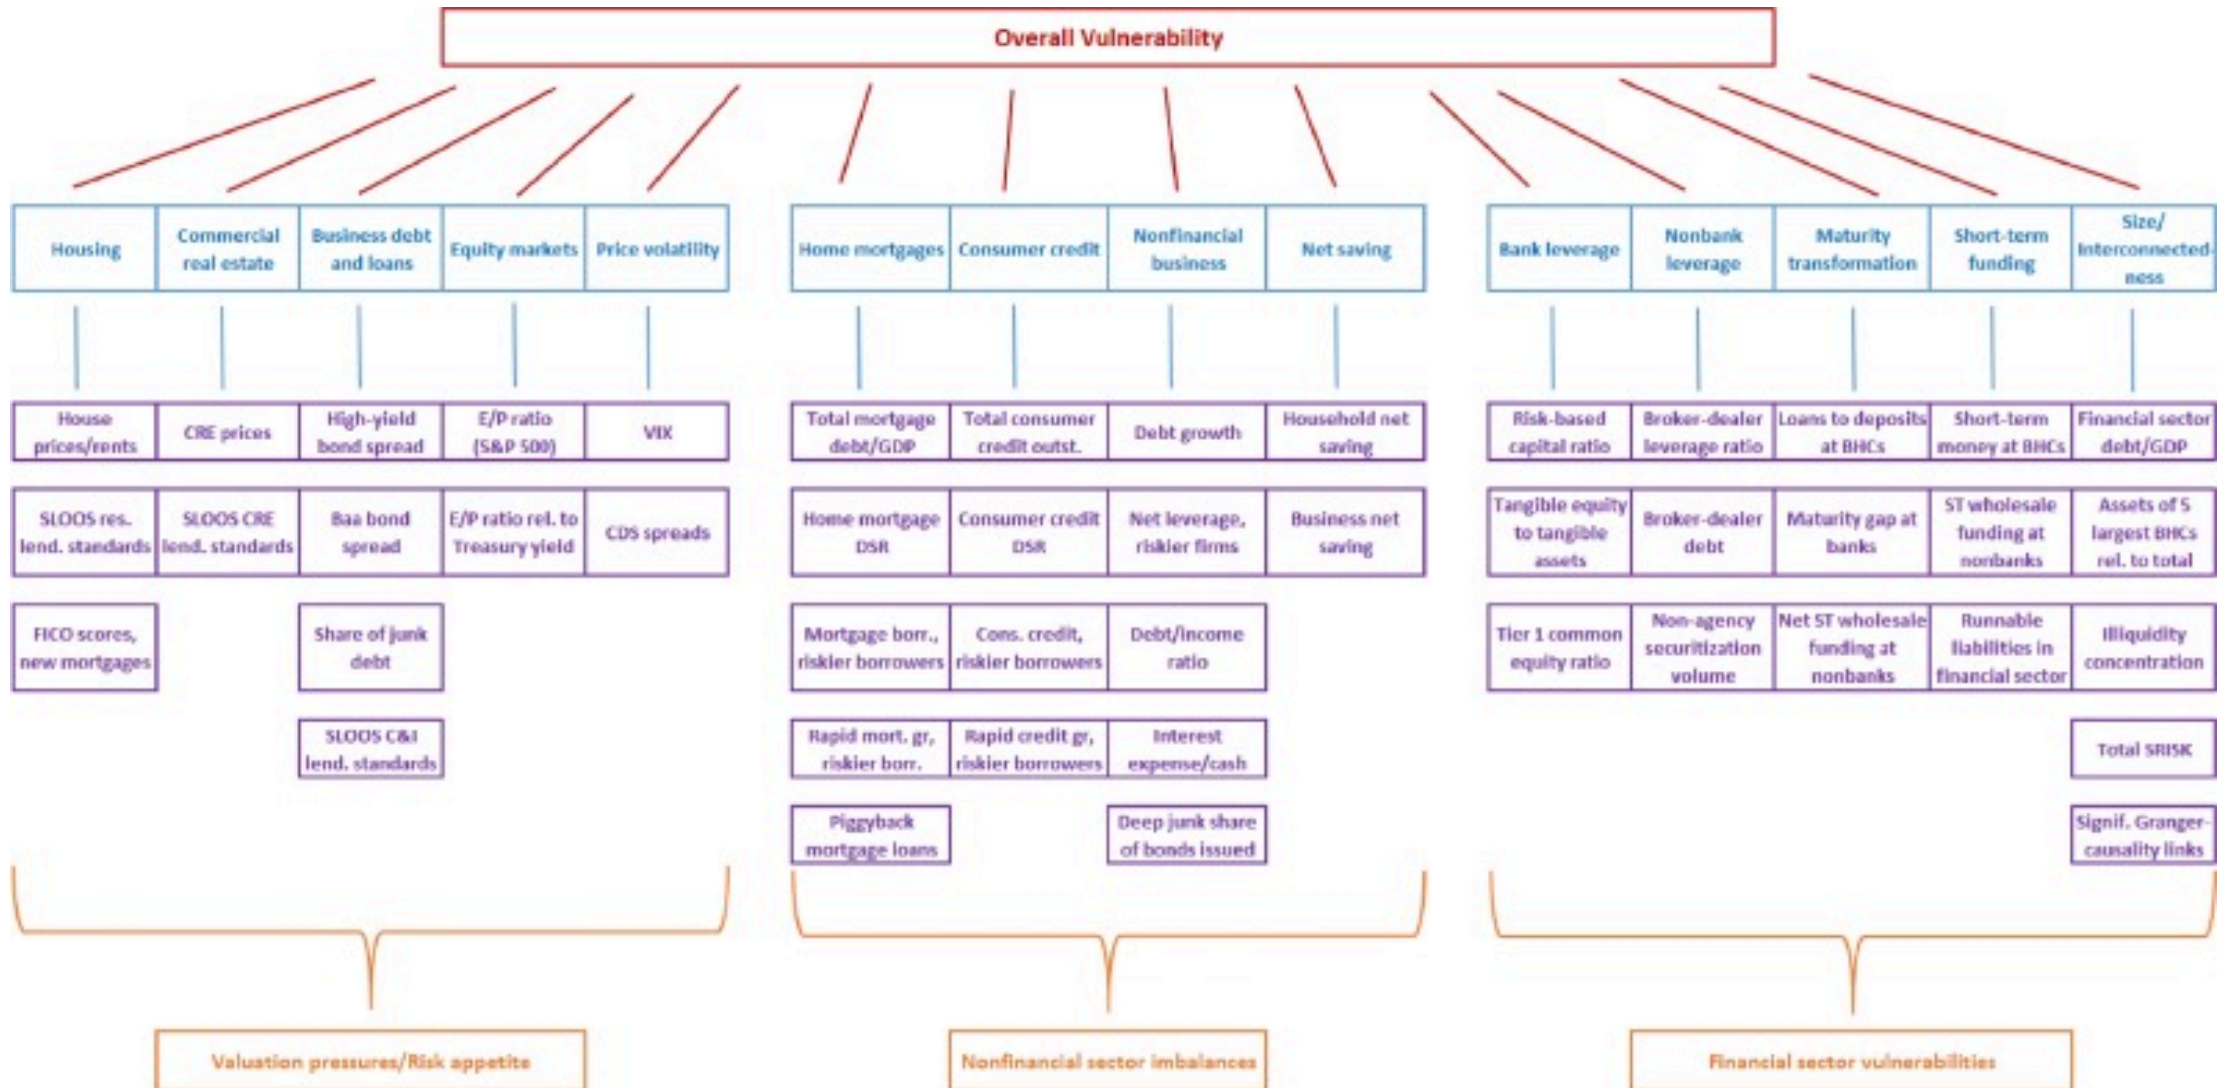 Overall Vulnerability
Housing
Commercial
real estate
Business debt
and loans
Equity markets
Price volatility
Home mortgages
Consumer credit
Nonfinancial
business
Net saving
Bank leverage
Nonbank
leverage
Maturity
transformation
Short-term
funding
Size/
Interconnected-
ness
House
prices/rents
CRE prices
High-yield
bond spread
E/P ratio
(S&P 500)
VIX
Total mortgage
debt/GDP
Total consumer
credit outst.
Debt growth
Household net
saving
Risk-based
capital ratio
Broker-dealer
leverage ratio
Loans to deposits
at BHCs
Short-term
money at BHCs
Financial sector
debt/GDP
SLOOS res.
lend. standards
SLOOS CRE
lend. standards
Baa bond
spread
E/P ratio rel. to
Treasury yield
CDS spreads
Home mortgage
DSR
Consumer credit
DSR
Net leverage,
riskier firms
Business net
saving
Tangible equity
to tangible
assets
Broker-dealer
debt
Maturity gap at
banks
ST wholesale
funding at
nonbanks
Assets of 5
largest BHCs
rel. to total
FICO scores,
new mortgages
Share of junk
debt
Mortgage borr.,
riskier borrowers
Cons. credit,
riskier borrowers
Debt/income
ratio
Tier 1 common
equity ratio
Non-agency
securitization
volume
Net ST wholesale
funding at
nonbanks
Runnable
liabilities in
financial sector
Illiquidity
concentration
SLOOS C&I
lend. standards
Rapid mort. gr,
riskier borr.
Rapid credit gr,
riskier borrowers
Interest
expense/cash
Total SRISK
Piggyback
mortgage loans
Deep junk share
of bonds issued
Signif. Granger-
causality links
Valuation pressures/Risk appetite
Nonfinancial sector imbalances
Financial sector vulnerabilities